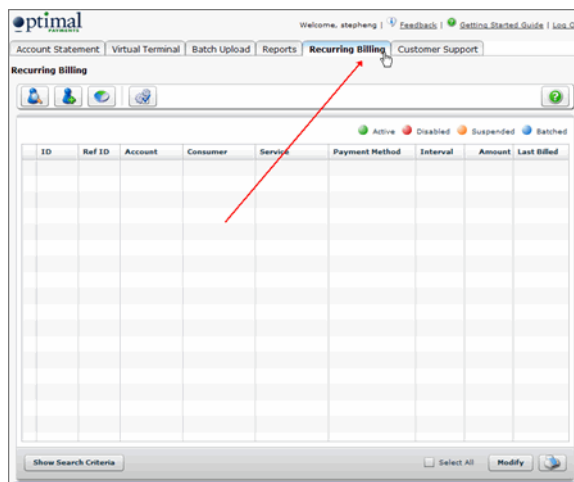 Optimal
PAYMENTS
Welcome, stepheng | Feedback | Getting Started Guide | Log O
Account Statement Virtual Terminal Batch Upload Reports Recurring Billing Customer Support
Recurring Billing
Active Disabled Suspended Batched
ID Ref ID Account Consumer Service Payment Method Interval Amount Last Billed
Show Search Criteria Select All Modify